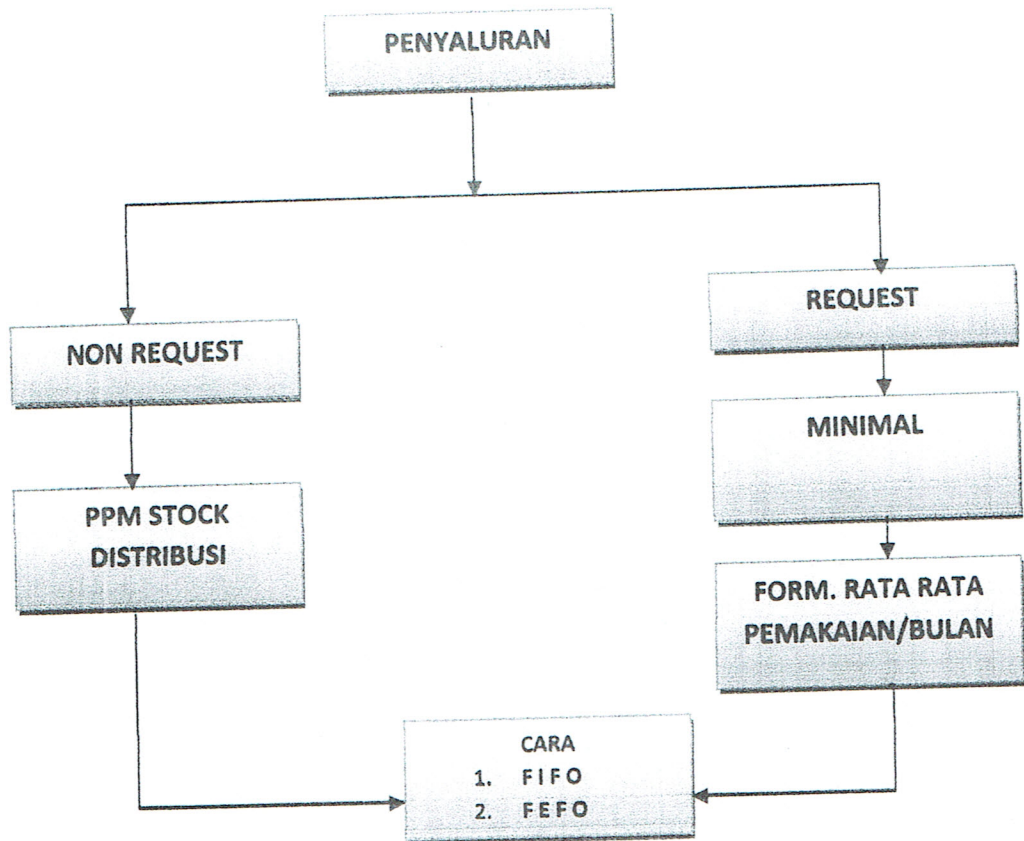 PENYALURAN
NON REQUEST
REQUEST
PPM STOCK
DISTRIBUSI
MINIMAL
FORM. RATA RATA
PEMAKAIAN/BULAN
CARA
1. FIFO
2. FEFO